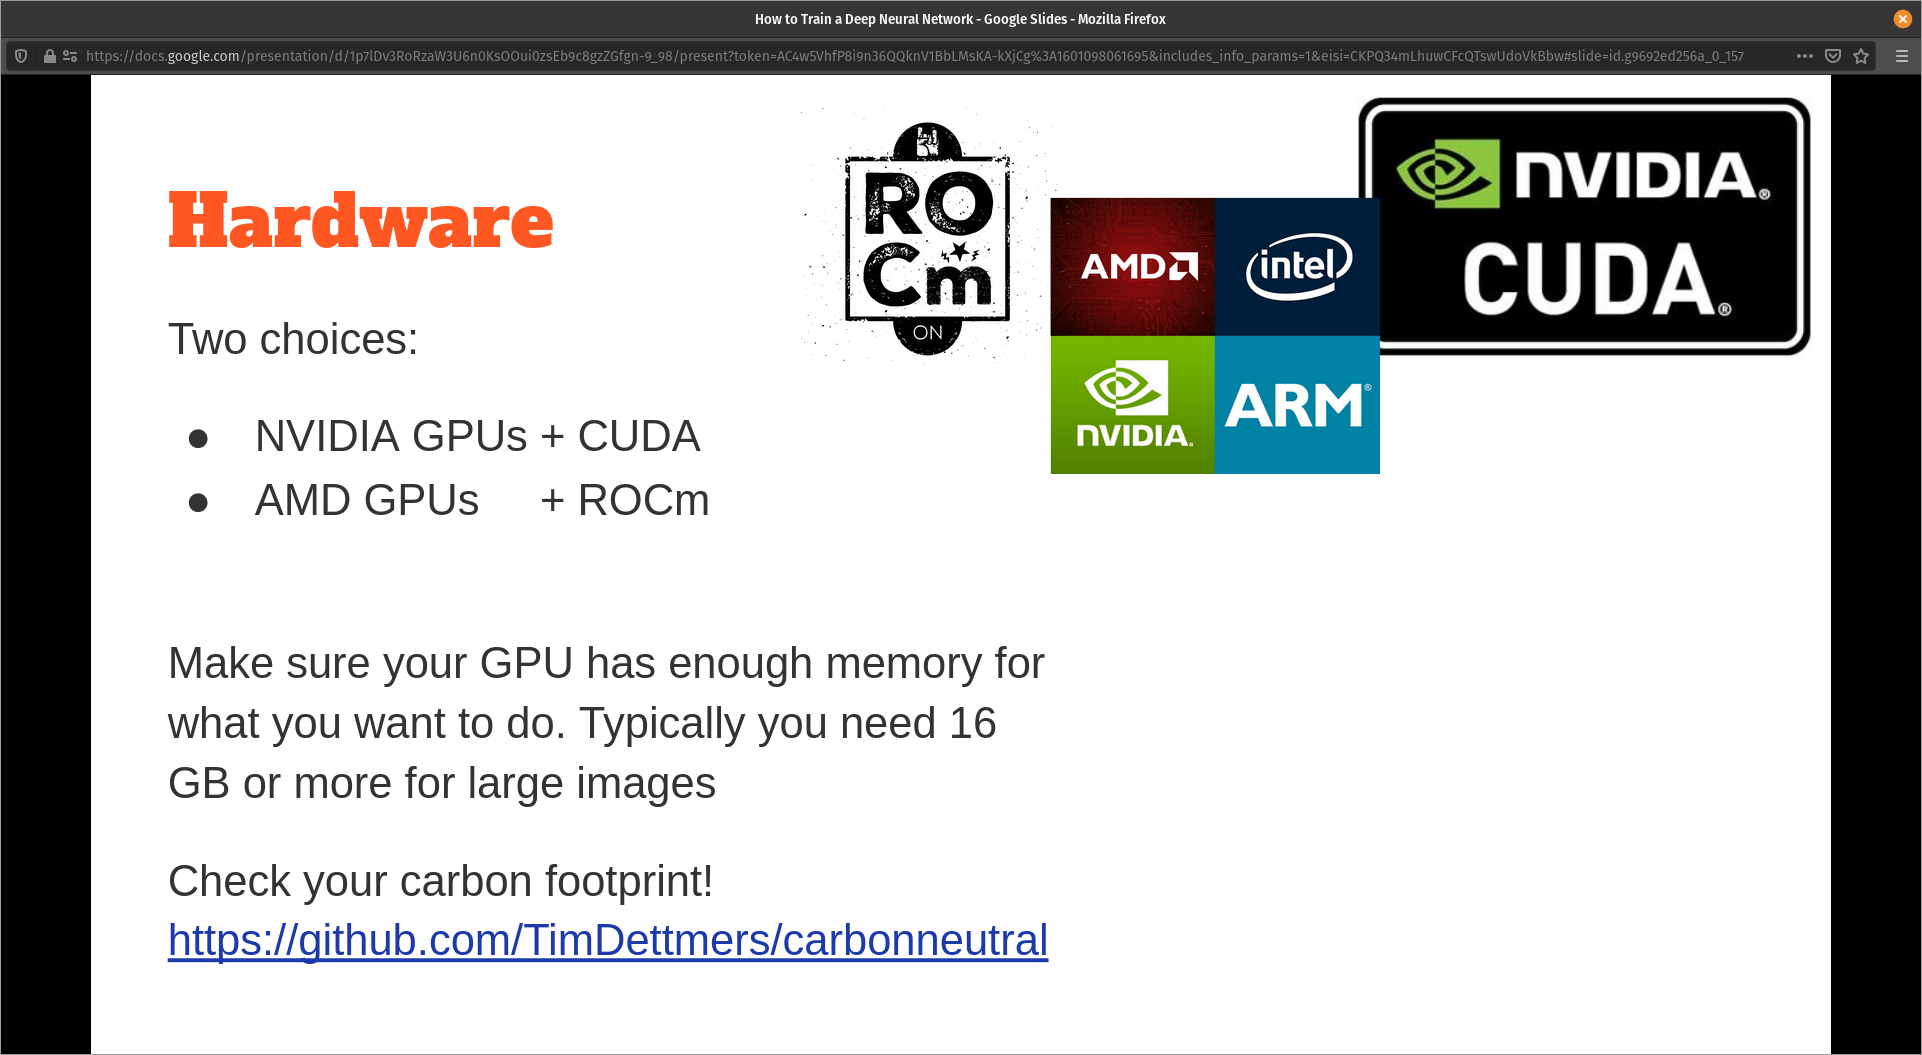 How to Train a Deep Neural Network - Google Slides - Mozilla Firefox
https://docs.google.com/presentation/d/1p7lDv3RoRzaW3U6n0KsOOui0zsEb9c8gzZGfgn-9_98/present?token=AC4w5VhfP8i9n36QQknV1BbLMsKA-kXjCg%3A1601098061695&includes_info_params=1&eisi=CKPQ34mLhuwCFcQTswUdoVkBbw#slide=id.g9692ed256a_0_157
Hardware
RO
Cm
ON
AMD
intel
NVIDIA.
ARM®
NVIDIA.®
CUDA.®
Two choices:
● NVIDIA GPUs + CUDA
● AMD GPUs + ROCm
Make sure your GPU has enough memory for
what you want to do. Typically you need 16
GB or more for large images
Check your carbon footprint!
https://github.com/TimDettmers/carbonneutral